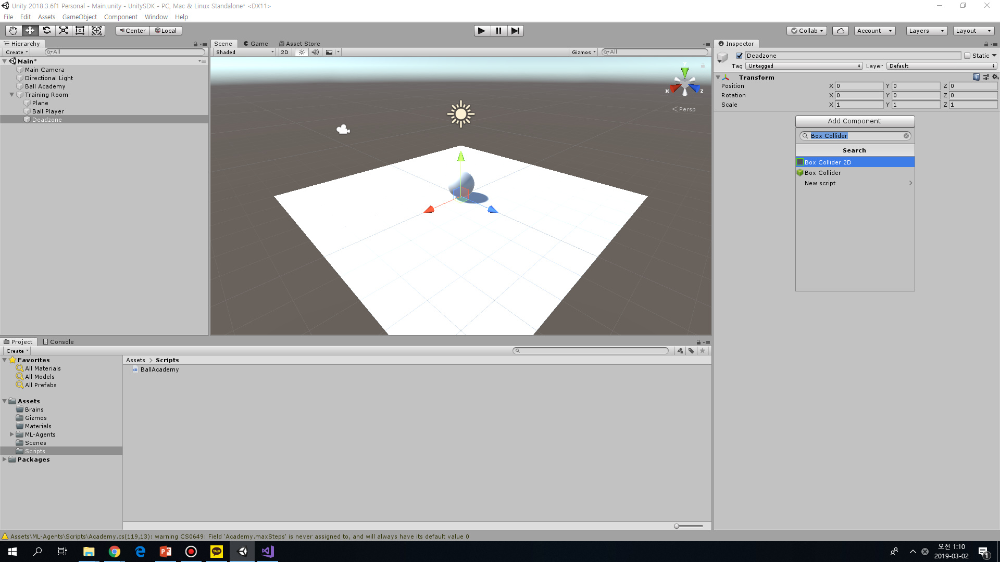 Unity 2018.3.6f1 Personal - Main.unity - UnitySDK - PC, Mac & Linux Standalone* <DX11>
File Edit Assets GameObject Component Window Help
Center Local Collab Account Layers Layout
Hierarchy
Create All
Main*
Main Camera
Directional Light
Ball Academy
Training Room
Plane
Ball Player
Deadzone
Scene Game Asset Store
Shaded 2D Gizmos All
y
x z
Persp
Inspector
Deadzone Static
Tag Untagged Layer Default
Transform
Position X 0 Y 0 Z 0
Rotation X 0 Y 0 Z 0
Scale X 1 Y 1 Z 1
Add Component
Box Collider
Search
Box Collider 2D
Box Collider
New script
Project Console
Create
Favorites
All Materials
All Models
All Prefabs
Assets
Brains
Gizmos
Materials
ML-Agents
Scenes
Scripts
Packages
Assets > Scripts
BallAcademy
Assets\ML-Agents\Scripts\Academy.cs(119,13): warning CS0649: Field 'Academy.maxSteps' is never assigned to, and will always have its default value 0
TALK
오전 1:10
2019-03-02
1